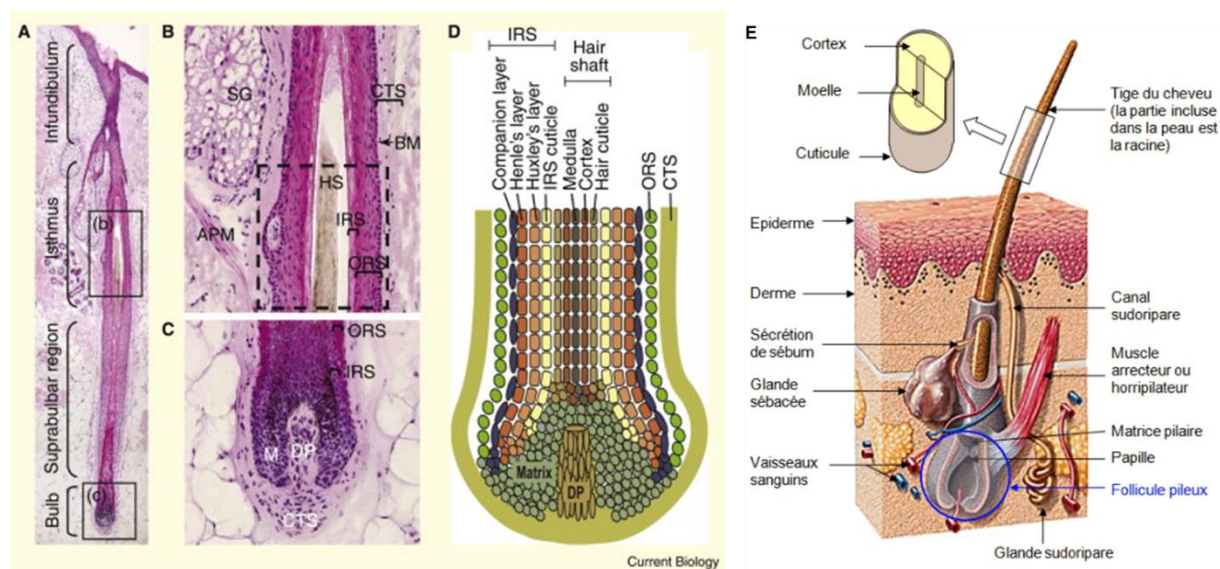 A
Infundibulum
Isthmus
Suprabulbar region
Bulb
(b)
(c)
B
SG
CTS
BM
HS
APM
IRS
ORS
C
ORS
IRS
M
DP
CTS
D
IRS
Hair
shaft
Companion layer
Henle's layer
Huxley's layer
IRS cuticle
Medulla
Cortex
Hair cuticle
ORS
CTS
Matrix
DP
Current Biology
E
Cortex
Moelle
Cuticule
Tige du cheveu
(la partie incluse
dans la peau est
la racine)
Epiderme
Derme
Sécrétion
de sébum
Glande
sébacée
Vaisseaux
sanguins
Canal
sudoripare
Muscle
arrecteur ou
horripilateur
Matrice pilaire
Papille
Follicule pileux
Glande sudoripare